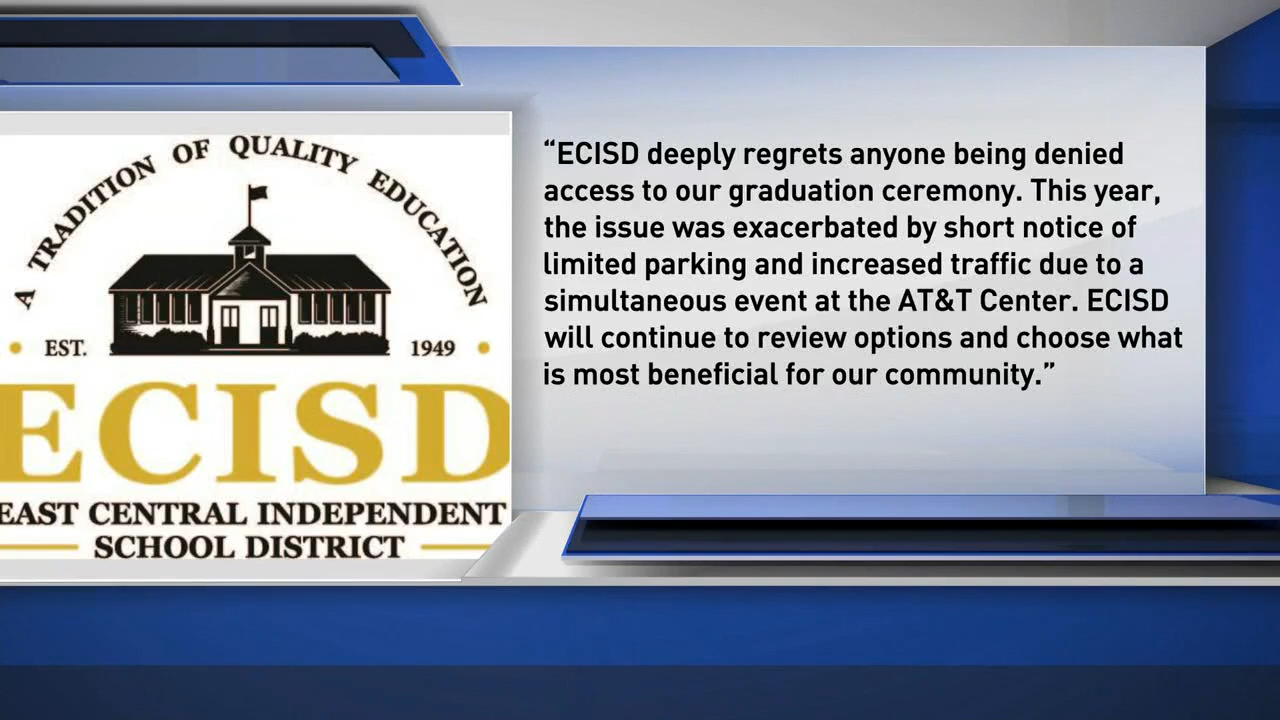 A TRADITION OF QUALITY EDUCATION
EST. 1949
ECISD
EAST CENTRAL INDEPENDENT
SCHOOL DISTRICT
“ECISD deeply regrets anyone being denied
access to our graduation ceremony. This year,
the issue was exacerbated by short notice of
limited parking and increased traffic due to a
simultaneous event at the AT&T Center. ECISD
will continue to review options and choose what
is most beneficial for our community.”